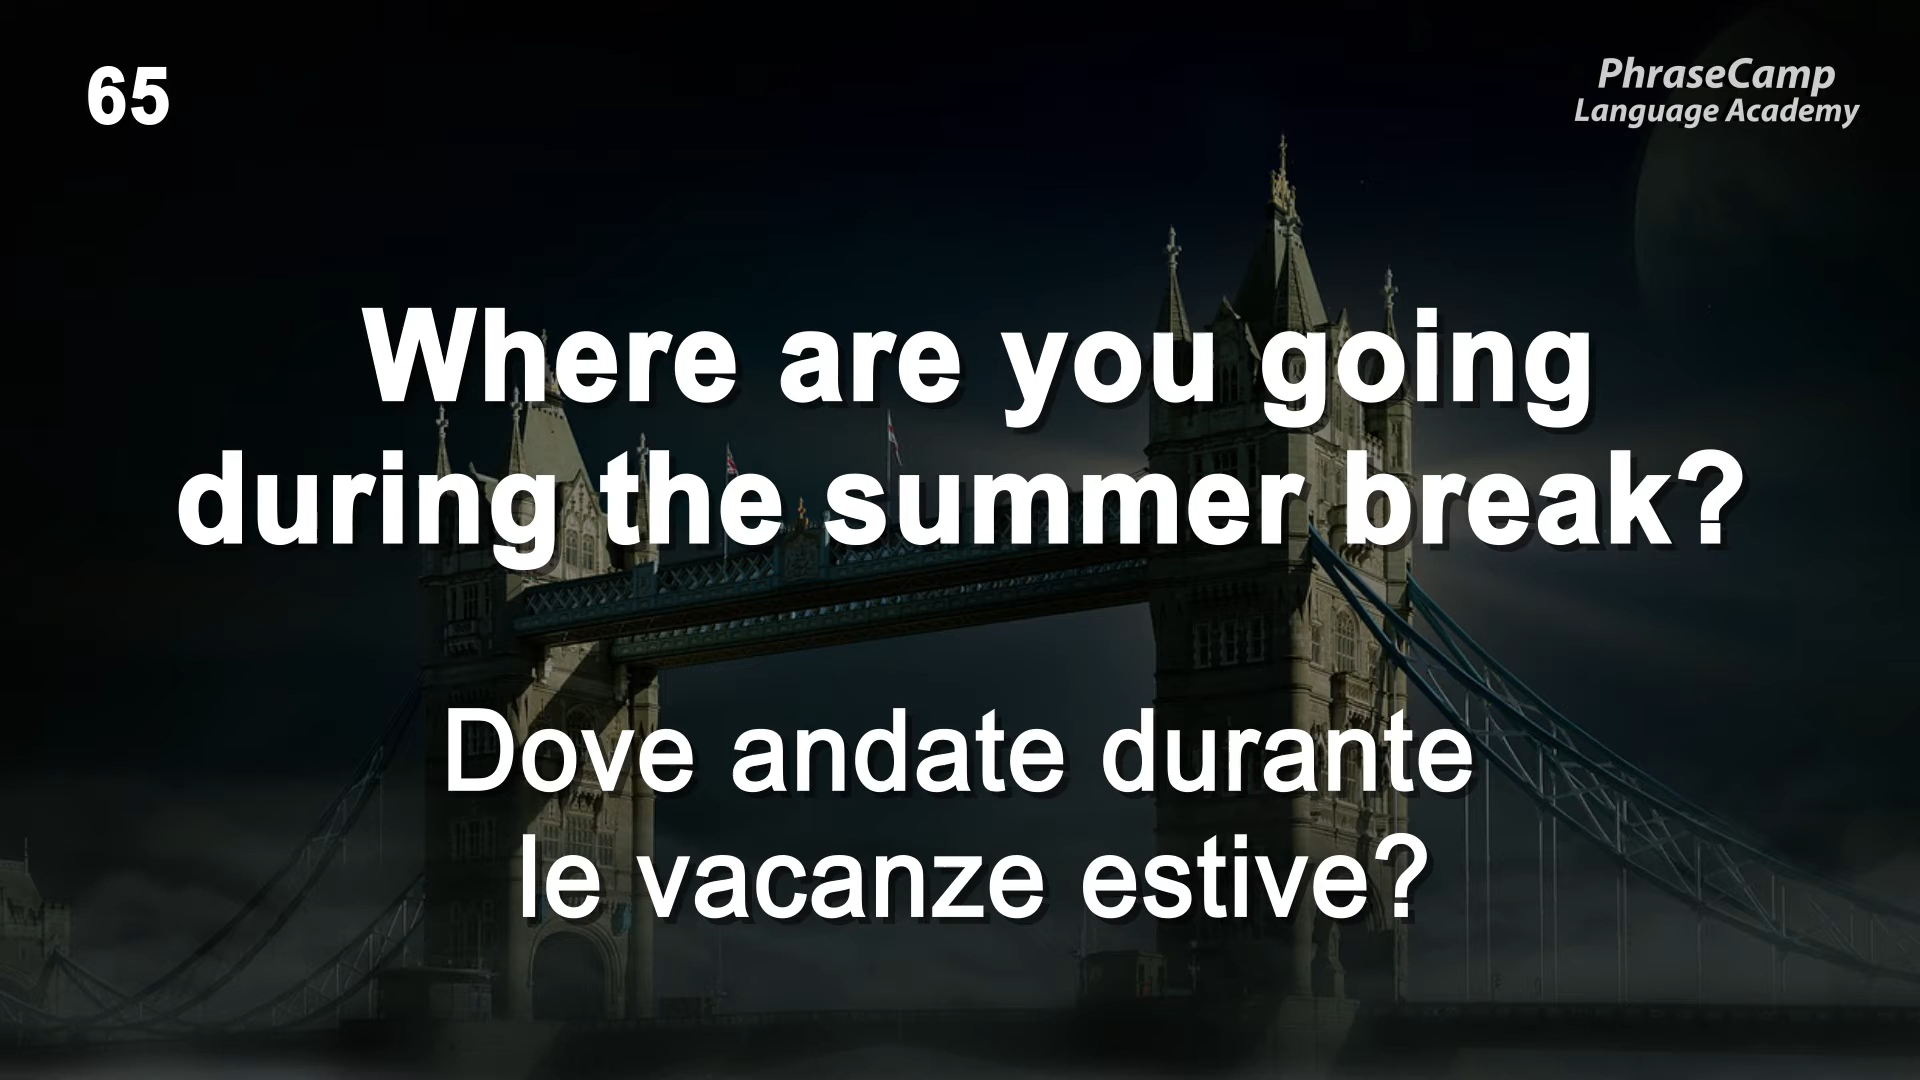 65
PhraseCamp
Language Academy
Where are you going
during the summer break?
Dove andate durante
le vacanze estive?